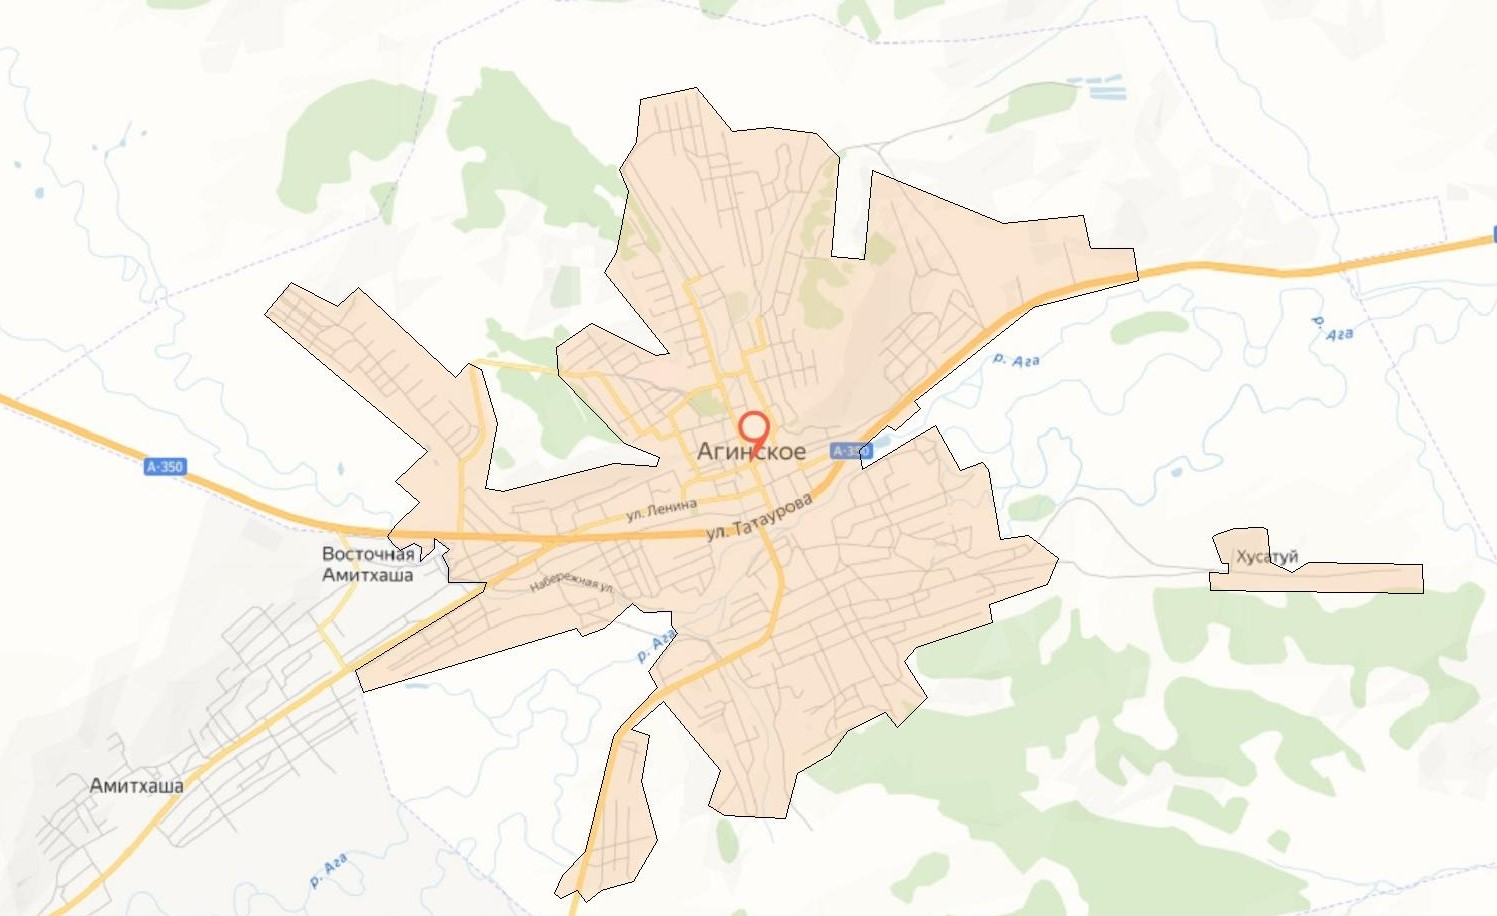 р. Ага
р. Ага
Агинское
А-350
А-350
ул. Ленина
ул. Татаурова
Восточная
Амитхаша
Хусатуй
Набережная ул.
р. Ага
Амитхаша
р. Ага